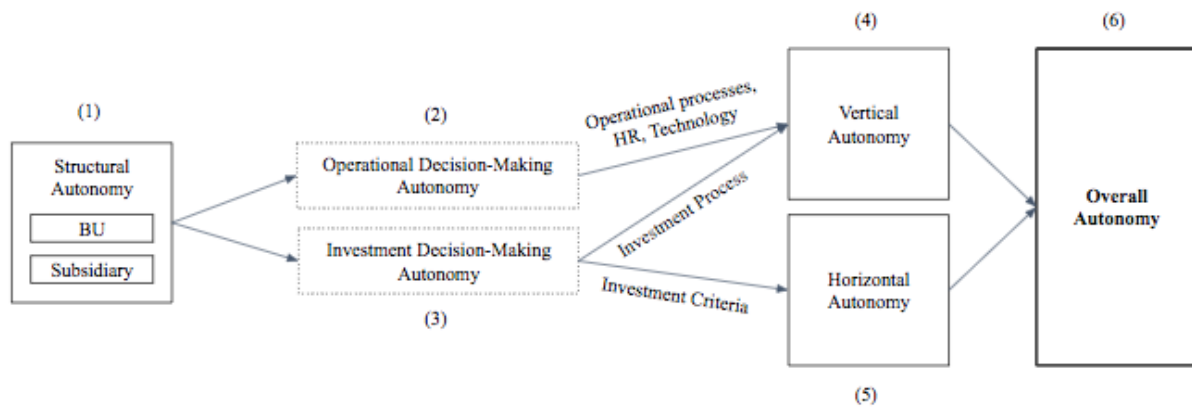 (1)
Structural
Autonomy
BU
Subsidiary
(2)
Operational Decision-Making
Autonomy
Investment Decision-Making
Autonomy
(3)
Operational processes,
HR, Technology
Investment Process
Investment Criteria
(4)
Vertical
Autonomy
Horizontal
Autonomy
(5)
(6)
Overall
Autonomy